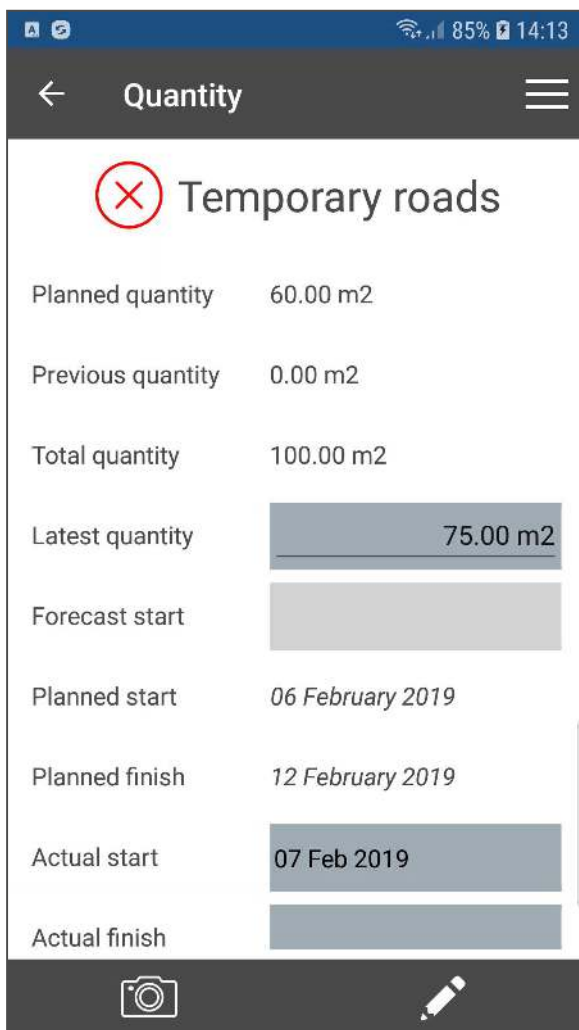 85% 14:13
Quantity
Temporary roads
Planned quantity 60.00 m2
Previous quantity 0.00 m2
Total quantity 100.00 m2
Latest quantity 75.00 m2
Forecast start
Planned start 06 February 2019
Planned finish 12 February 2019
Actual start 07 Feb 2019
Actual finish